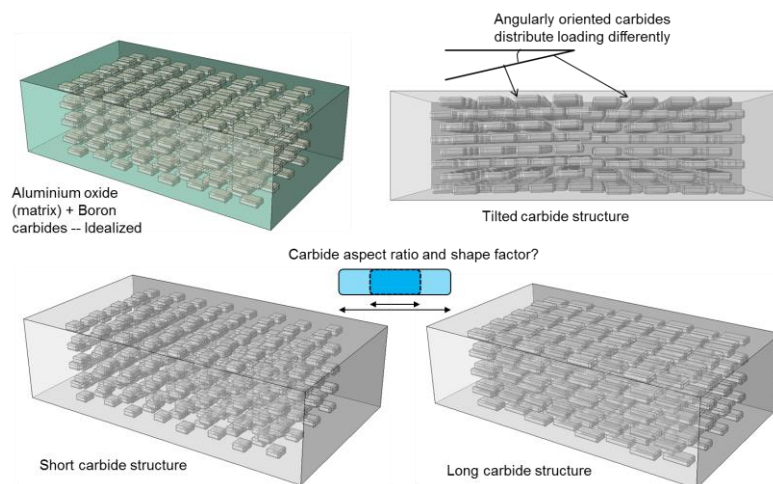 Angularly oriented carbides
distribute loading differently
Aluminium oxide
(matrix) + Boron
carbides -- Idealized
Tilted carbide structure
Carbide aspect ratio and shape factor?
Short carbide structure
Long carbide structure